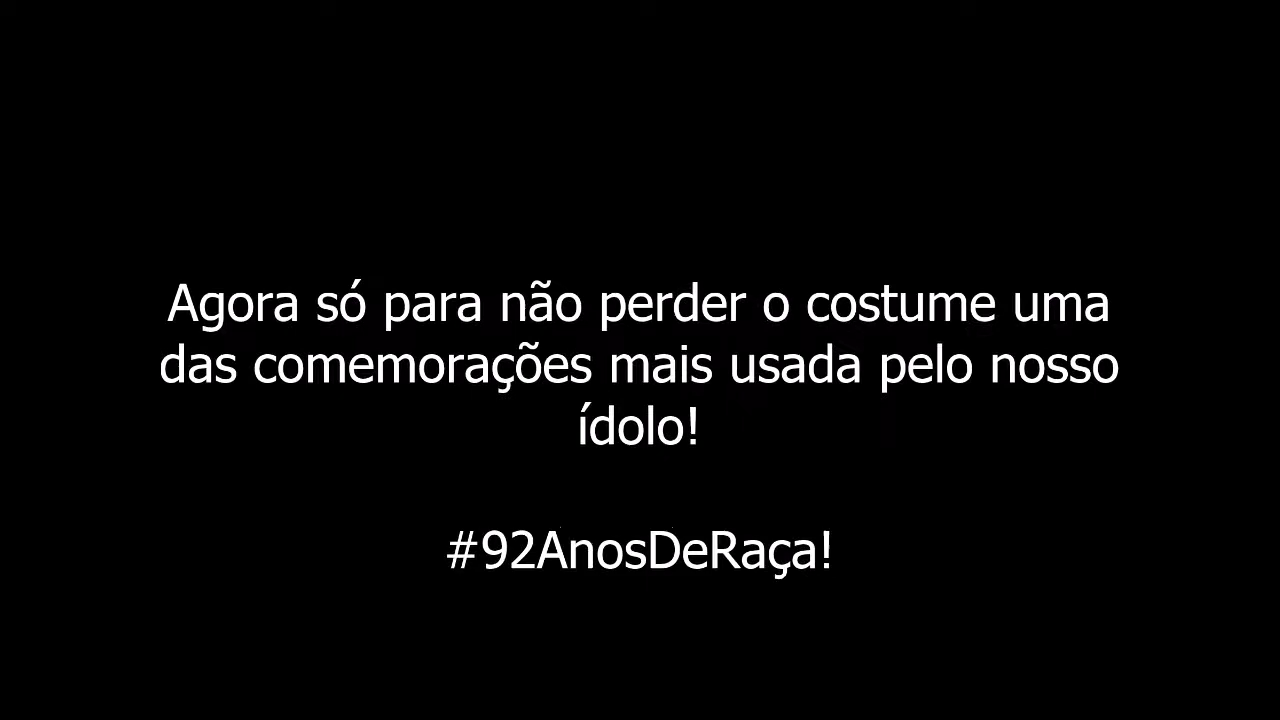 Agora só para não perder o costume uma
das comemorações mais usada pelo nosso
ídolo!
#92AnosDeRaça!